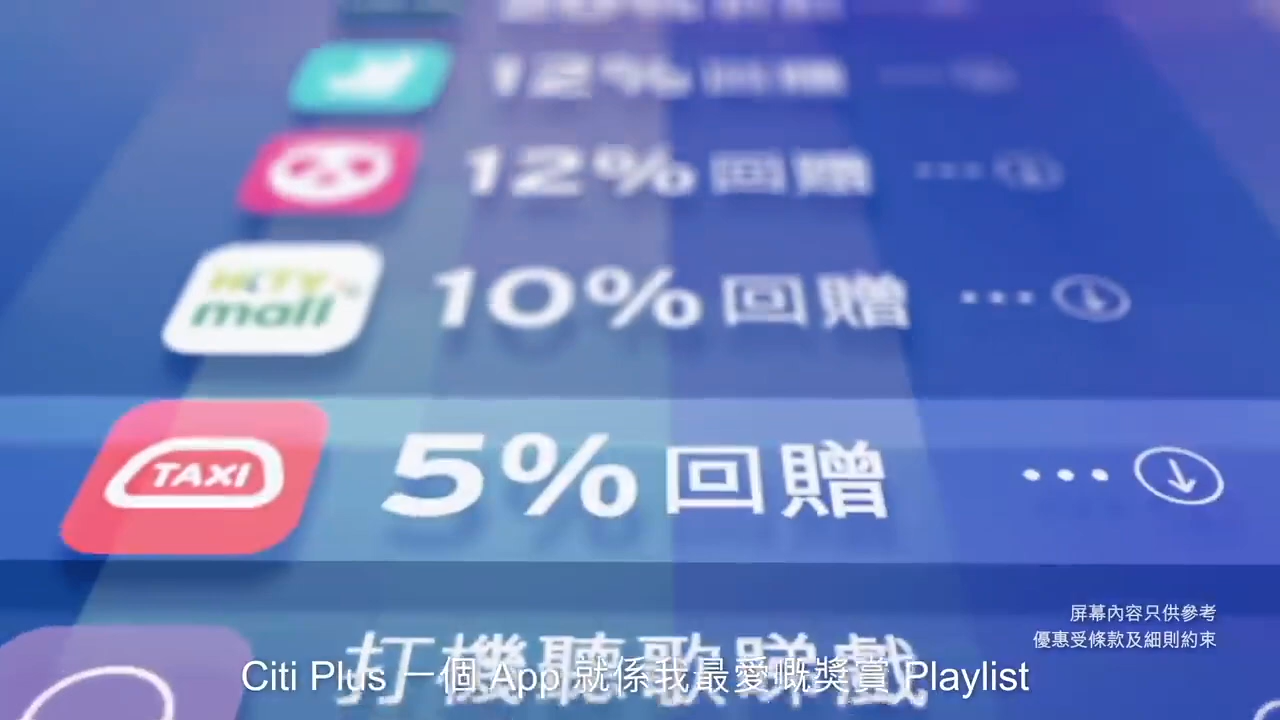 12% 回贈
12% 回贈
HKTV
mall
10% 回贈
TAXI
5% 回贈
屏幕內容只供參考
優惠受條款及細則約束
打機聽歌睇戲
Citi Plus 一個 App 就係我最愛嘅獎賞 Playlist